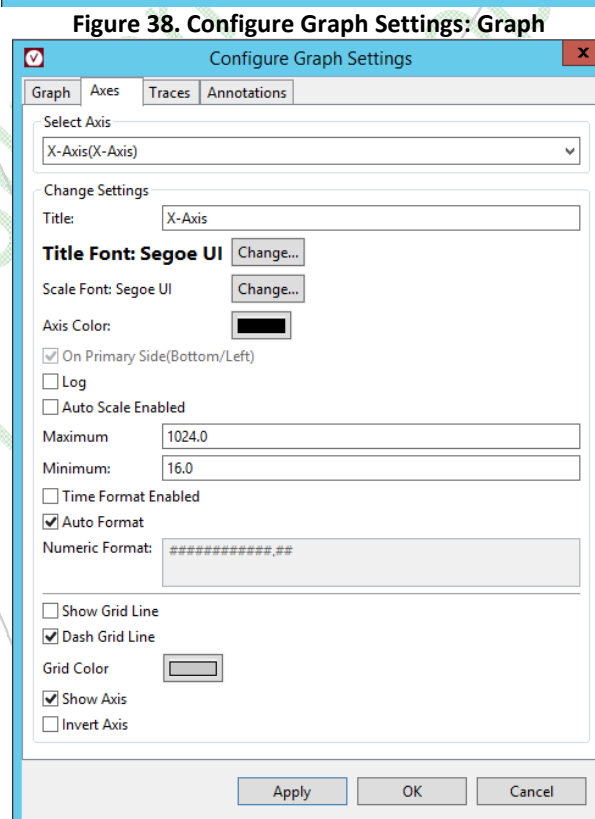 Figure 38. Configure Graph Settings: Graph
Configure Graph Settings
x
Graph Axes Traces Annotations
Select Axis
X-Axis(X-Axis)
Change Settings
Title: X-Axis
Title Font: Segoe UI Change...
Scale Font: Segoe UI Change...
Axis Color:
On Primary Side(Bottom/Left)
Log
Auto Scale Enabled
Maximum 1024.0
Minimum: 16.0
Time Format Enabled
Auto Format
Numeric Format: ############.##
Show Grid Line
Dash Grid Line
Grid Color
Show Axis
Invert Axis
Apply OK Cancel